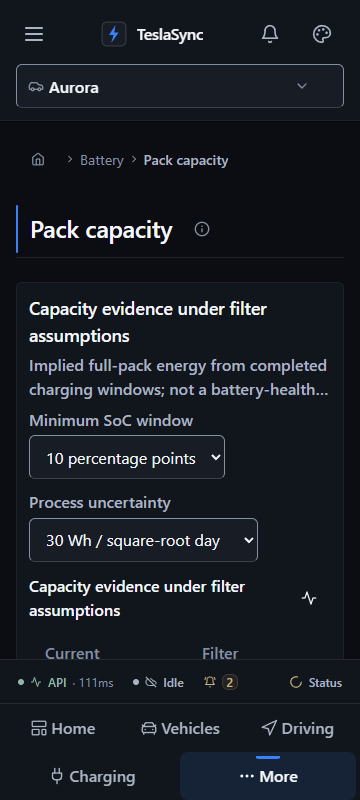 TeslaSync
Aurora
Battery
Pack capacity
Pack capacity
Capacity evidence under filter
assumptions
Implied full-pack energy from completed
charging windows; not a battery-health...
Minimum SoC window
10 percentage points
Process uncertainty
30 Wh / square-root day
Capacity evidence under filter
assumptions
Current
Filter
API · 111ms
Idle
2
Status
Home
Vehicles
Driving
Charging
More